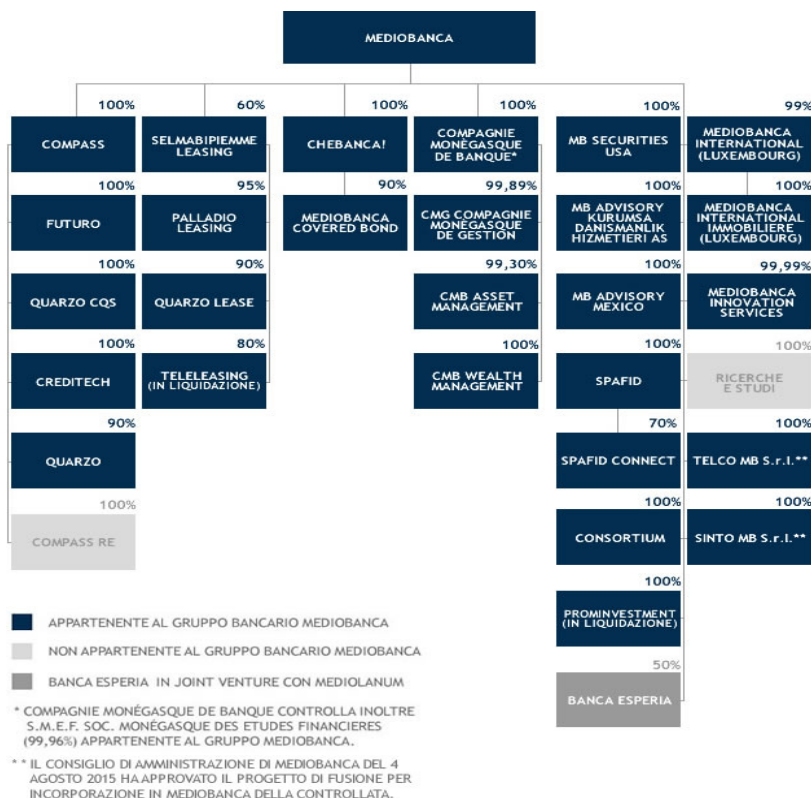 MEDIOBANCA
100%
COMPASS
100%
FUTURO
100%
QUARZO CQS
100%
CREDITECH
90%
QUARZO
100%
COMPASS RE
60%
SELMABIPIEMME
LEASING
95%
PALLADIO
LEASING
90%
QUARZO LEASE
80%
TELELEASING
(IN LIQUIDAZIONE)
100%
CHEBANCA!
90%
MEDIOBANCA
COVERED BOND
100%
COMPAGNIE
MONÉGASQUE
DE BANQUE*
99,89%
CMG COMPAGNIE
MONÉGASQUE
DE GESTION
99,30%
CMB ASSET
MANAGEMENT
100%
CMB WEALTH
MANAGEMENT
100%
MB SECURITIES
USA
100%
MB ADVISORY
KURUMSA
DANISMANLIK
HIZMETIERI AS
100%
MB ADVISORY
MEXICO
100%
SPAFID
70%
SPAFID CONNECT
100%
CONSORTIUM
100%
PROMINVESTMENT
(IN LIQUIDAZIONE)
50%
BANCA ESPERIA
99%
MEDIOBANCA
INTERNATIONAL
(LUXEMBOURG)
100%
MEDIOBANCA
INTERNATIONAL
IMMOBILIERE
(LUXEMBOURG)
99,99%
MEDIOBANCA
INNOVATION
SERVICES
100%
RICERCHE
E STUDI
100%
TELCO MB S.r.l.**
100%
SINTO MB S.r.l.**
APPARTENENTE AL GRUPPO BANCARIO MEDIOBANCA
NON APPARTENENTE AL GRUPPO BANCARIO MEDIOBANCA
BANCA ESPERIA IN JOINT VENTURE CON MEDIOLANUM
* COMPAGNIE MONÉGASQUE DE BANQUE CONTROLLA INOLTRE
S.M.E.F. SOC. MONÉGASQUE DES ETUDES FINANCIERES
(99,96%) APPARTENENTE AL GRUPPO MEDIOBANCA.
** IL CONSIGLIO DI AMMINISTRAZIONE DI MEDIOBANCA DEL 4
AGOSTO 2015 HA APPROVATO IL PROGETTO DI FUSIONE PER
INCORPORAZIONE IN MEDIOBANCA DELLA CONTROLLATA.